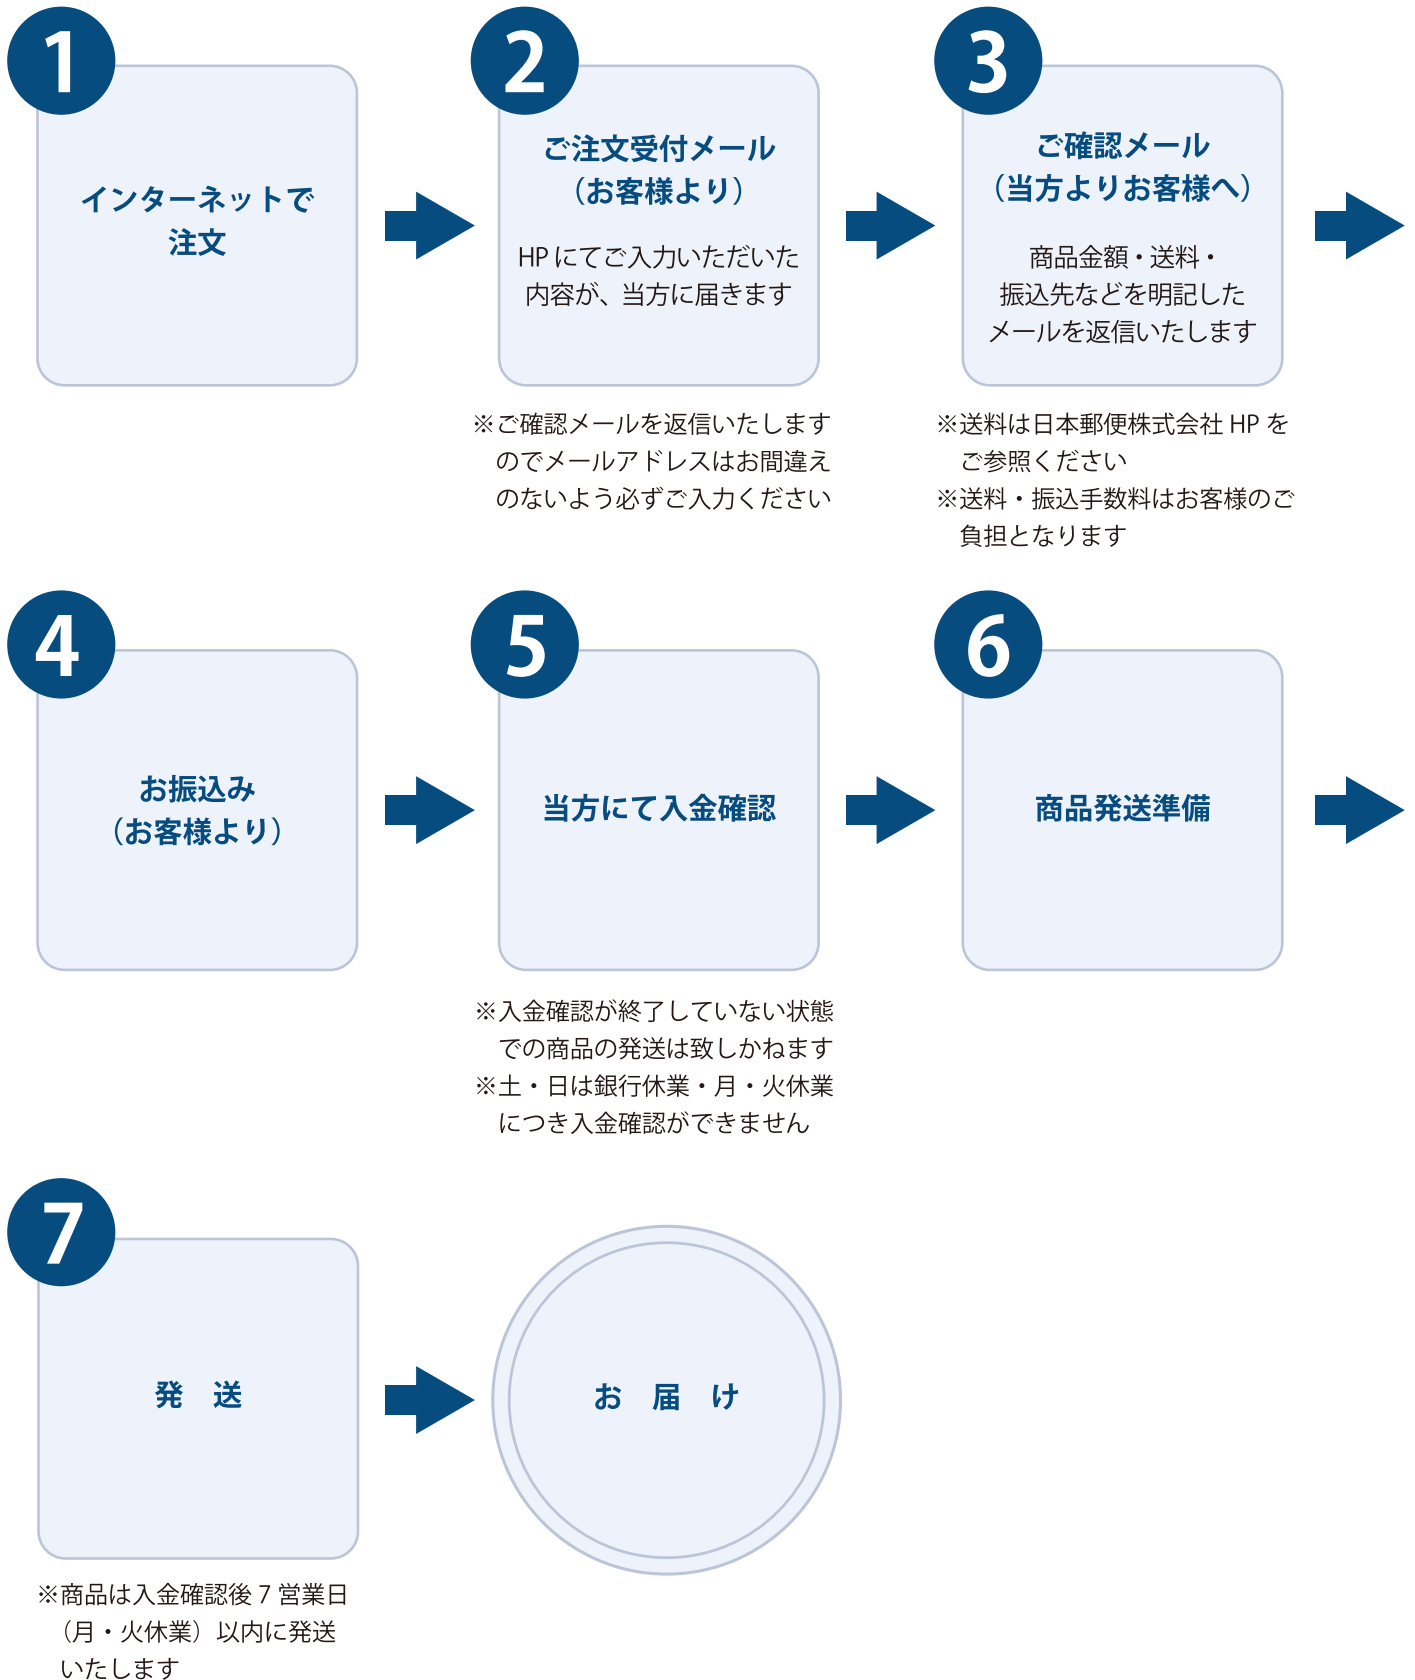 1
インターネットで
注文
2
ご注文受付メール
（お客様より）
HPにてご入力いただいた
内容が、当方に届きます
※ご確認メールを返信いたします
のでメールアドレスはお間違え
のないよう必ずご入力ください
3
ご確認メール
（当方よりお客様へ）
商品金額・送料・
振込先などを明記した
メールを返信いたします
※送料は日本郵便株式会社 HP を
ご参照ください
※送料・振込手数料はお客様のご
負担となります
4
お振込み
（お客様より）
5
当方にて入金確認
※入金確認が終了していない状態
での商品の発送は致しかねます
※土・日は銀行休業・月・火休業
につき入金確認ができません
6
商品発送準備
7
発　送
※商品は入金確認後 7 営業日
（月・火休業）以内に発送
いたします
お　届　け